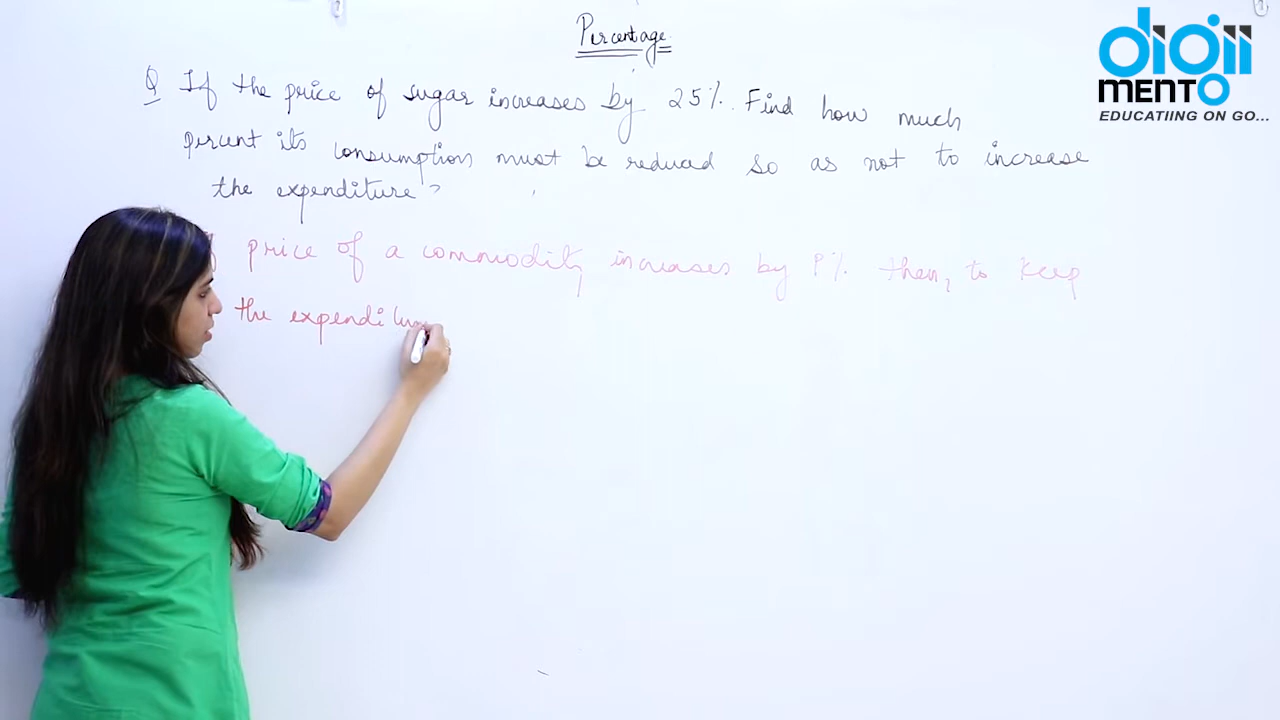 Percentage
Q If the price of sugar increases by 25%. Find how much
percent its consumption must be reduced so as not to increase
the expenditure?
price of a commodity increases by P% then, to keep
the expenditure
digii
MENTO
EDUCATIING ON GO...